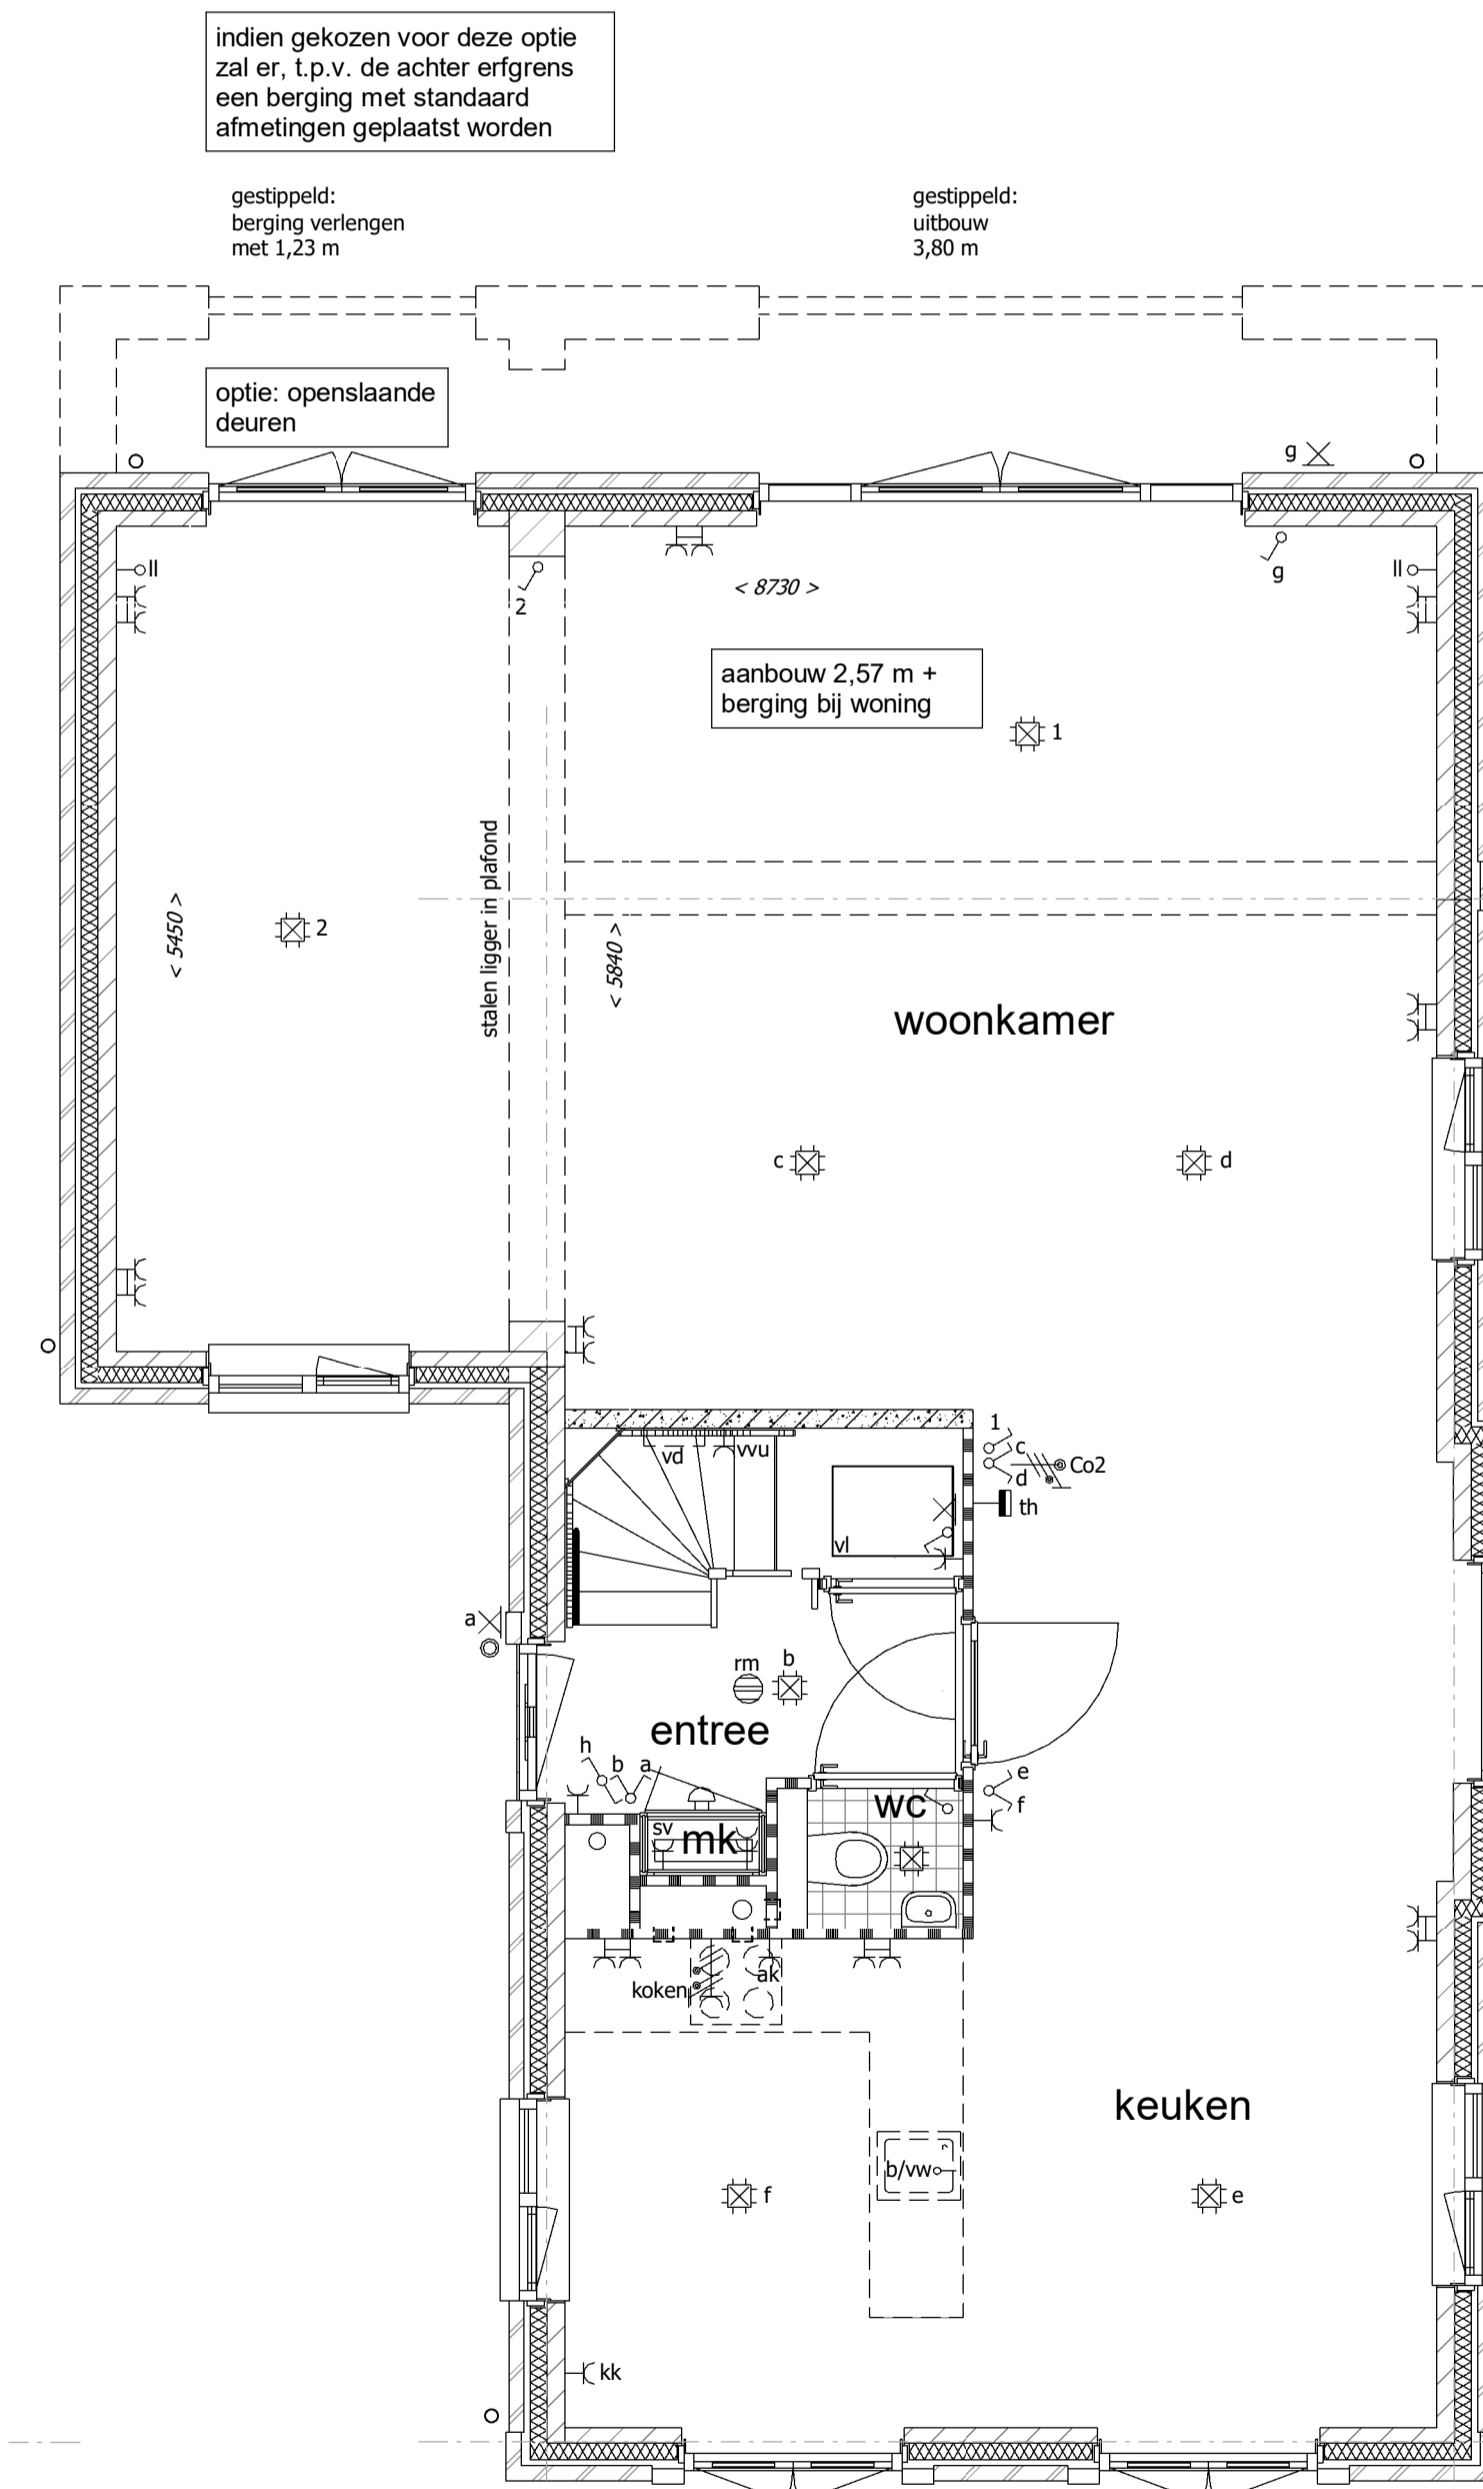 indien gekozen voor deze optie
zal er, t.p.v. de achter erfgrens
een berging met standaard
afmetingen geplaatst worden
gestippeld:
berging verlengen
met 1,23 m
gestippeld:
uitbouw
3,80 m
optie: openslaande
deuren
g
ll
2
< 8730 >
g
ll
aanbouw 2,57 m +
berging bij woning
1
2
< 5450 >
stalen ligger in plafond
< 5840 >
woonkamer
c
d
1
c
d
Co2
th
vd
vvu
vl
a
rm
b
entree
h
b
a
e
f
wc
sv
mk
koken
ak
keuken
b/vw
f
e
kk